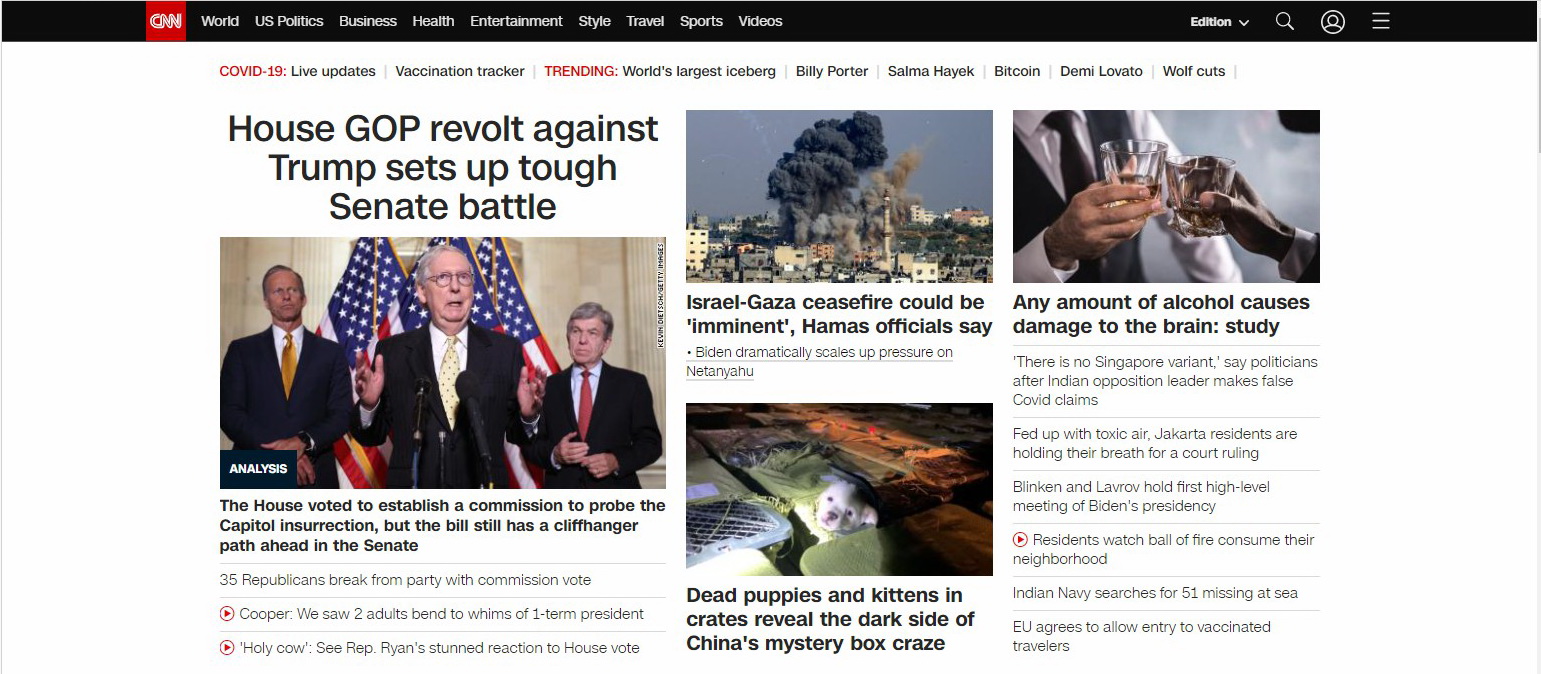 CNN World US Politics Business Health Entertainment Style Travel Sports Videos Edition
COVID-19: Live updates | Vaccination tracker | TRENDING: World's largest iceberg | Billy Porter | Salma Hayek | Bitcoin | Demi Lovato | Wolf cuts |
House GOP revolt against
Trump sets up tough
Senate battle
KEVIN DIETSCH/GETTY IMAGES
ANALYSIS
The House voted to establish a commission to probe the
Capitol insurrection, but the bill still has a cliffhanger
path ahead in the Senate
35 Republicans break from party with commission vote
Cooper: We saw 2 adults bend to whims of 1-term president
'Holy cow': See Rep. Ryan's stunned reaction to House vote
Israel-Gaza ceasefire could be
'imminent', Hamas officials say
• Biden dramatically scales up pressure on
Netanyahu
Dead puppies and kittens in
crates reveal the dark side of
China's mystery box craze
Any amount of alcohol causes
damage to the brain: study
'There is no Singapore variant,' say politicians
after Indian opposition leader makes false
Covid claims
Fed up with toxic air, Jakarta residents are
holding their breath for a court ruling
Blinken and Lavrov hold first high-level
meeting of Biden's presidency
Residents watch ball of fire consume their
neighborhood
Indian Navy searches for 51 missing at sea
EU agrees to allow entry to vaccinated
travelers